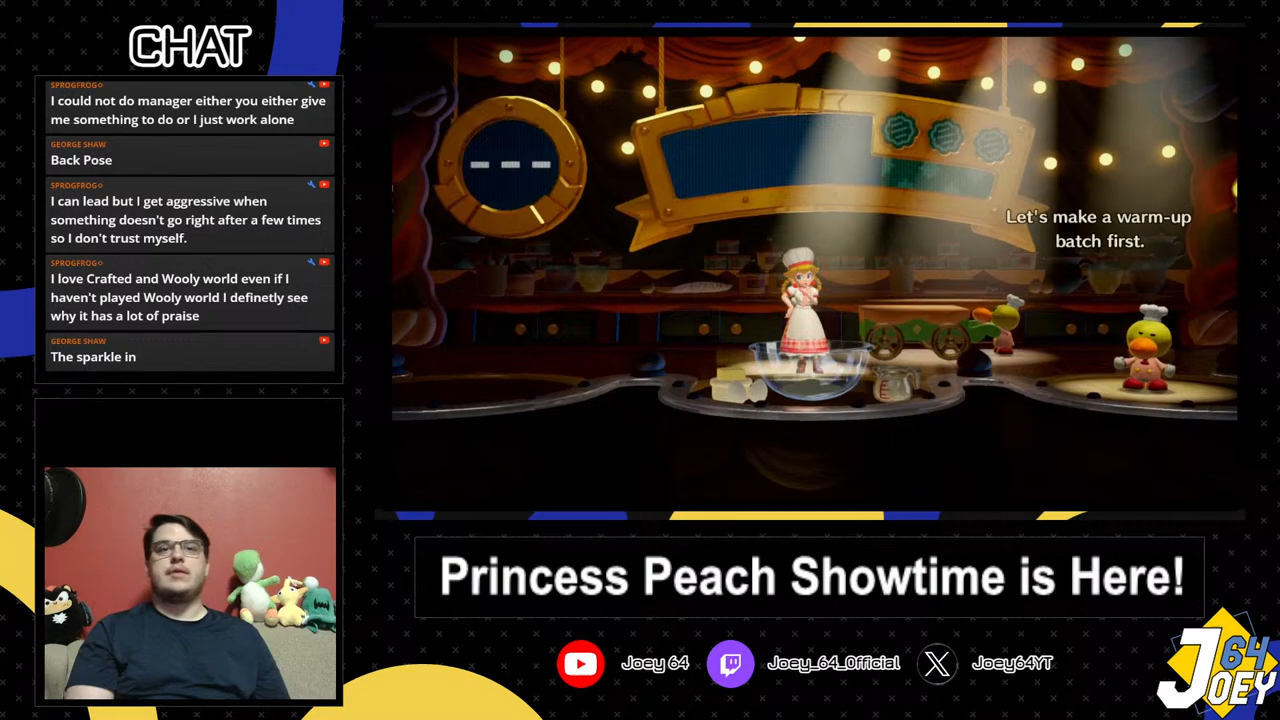 CHAT
SPROGFROG
I could not do manager either you either give
me something to do or I just work alone
GEORGE SHAW
Back Pose
SPROGFROG
I can lead but I get aggressive when
something doesn't go right after a few times
so I don't trust myself.
SPROGFROG
I love Crafted and Wooly world even if I
haven't played Wooly world I definetly see
why it has a lot of praise
GEORGE SHAW
The sparkle in
Let's make a warm-up
batch first.
Princess Peach Showtime is Here!
Joey 64
Joey_64_Official
Joey64YT
64
JOEY